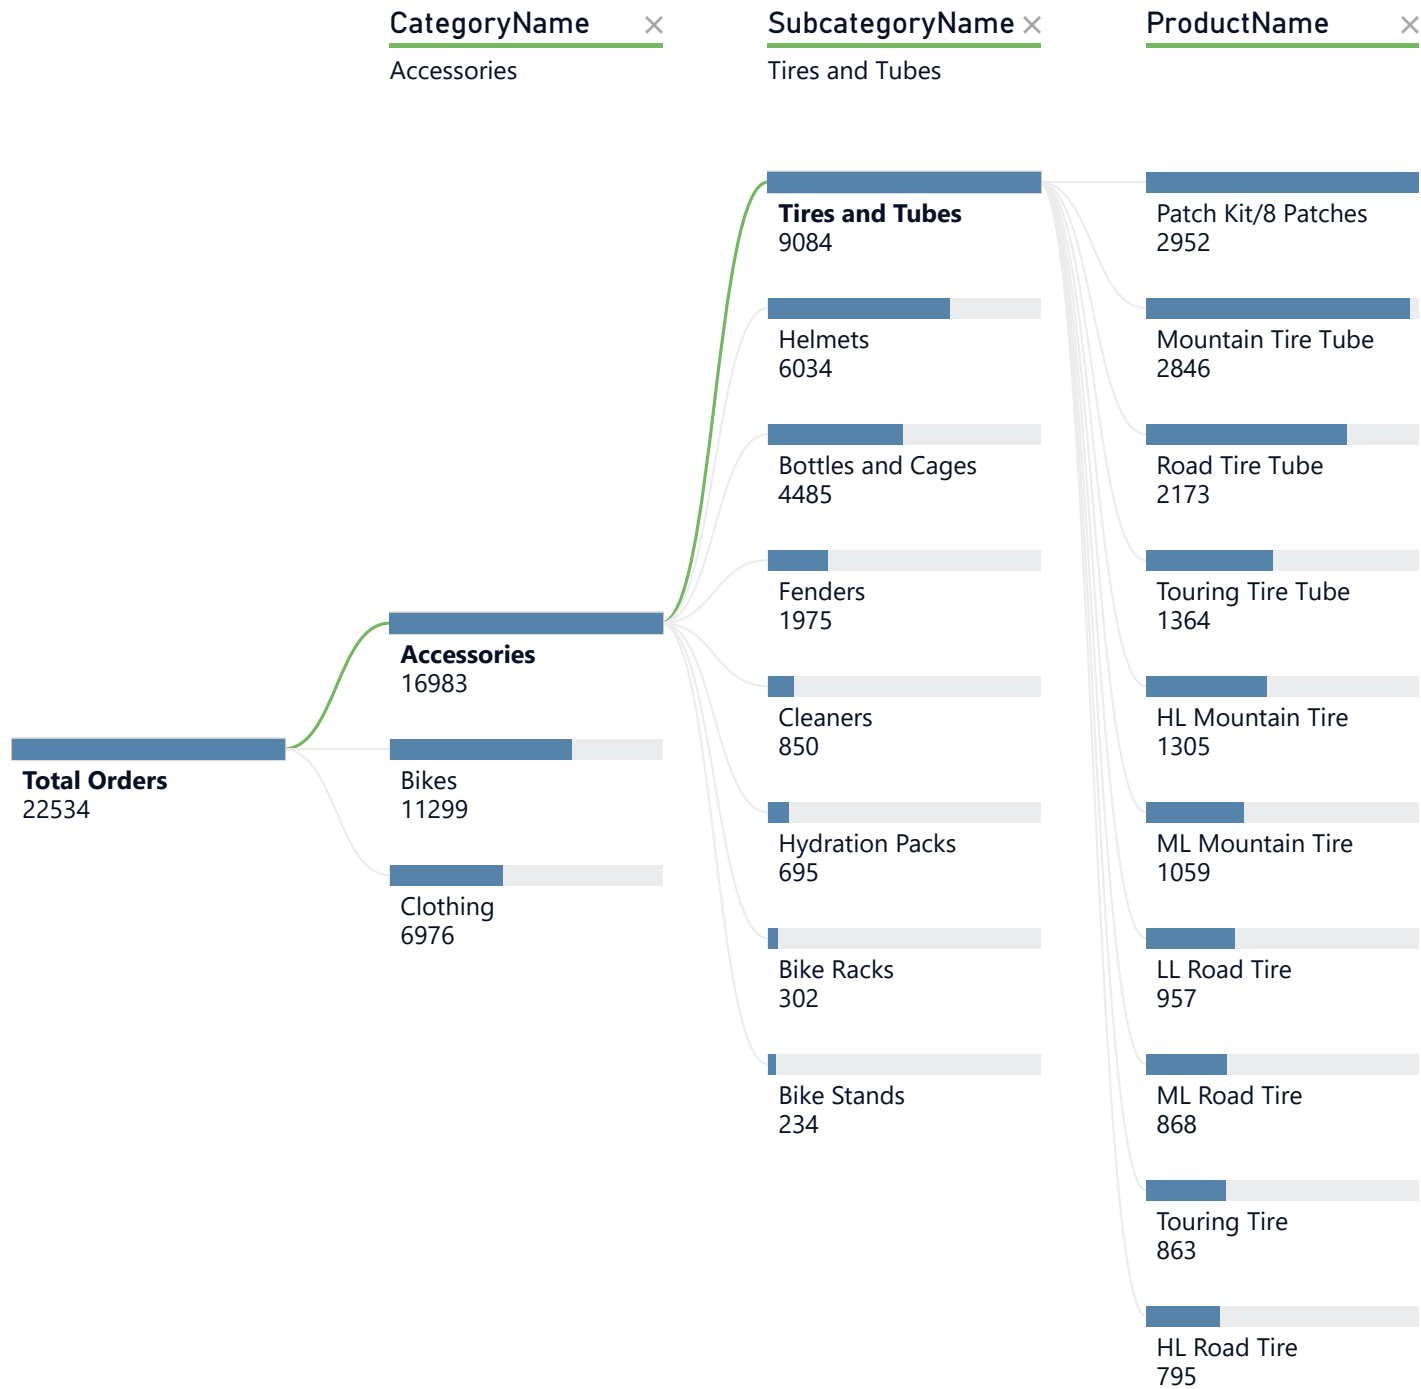 CategoryName
Accessories
SubcategoryName
Tires and Tubes
ProductName
Total Orders
22534
Accessories
16983
Bikes
11299
Clothing
6976
Tires and Tubes
9084
Helmets
6034
Bottles and Cages
4485
Fenders
1975
Cleaners
850
Hydration Packs
695
Bike Racks
302
Bike Stands
234
Patch Kit/8 Patches
2952
Mountain Tire Tube
2846
Road Tire Tube
2173
Touring Tire Tube
1364
HL Mountain Tire
1305
ML Mountain Tire
1059
LL Road Tire
957
ML Road Tire
868
Touring Tire
863
HL Road Tire
795